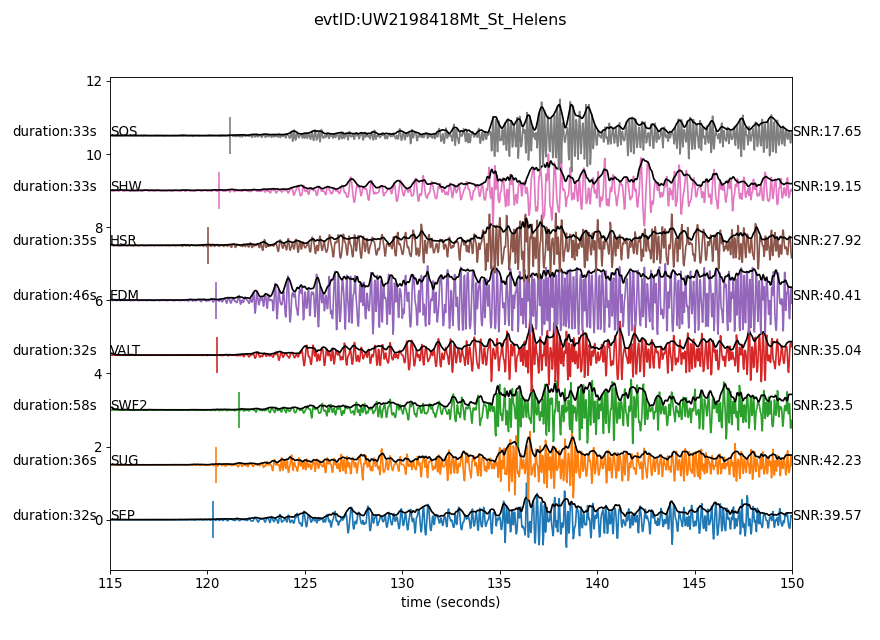 evtID:UW2198418Mt_St_Helens
12
duration:33s SOS SNR:17.65
10
duration:33s SHW SNR:19.15
8
duration:35s HSR SNR:27.92
duration:46s EDM SNR:40.41
6
duration:32s VALT SNR:35.04
4
duration:58s SWF2 SNR:23.5
2
duration:36s SUG SNR:42.23
duration:32s SEP SNR:39.57
0
115 120 125 130 135 140 145 150
time (seconds)